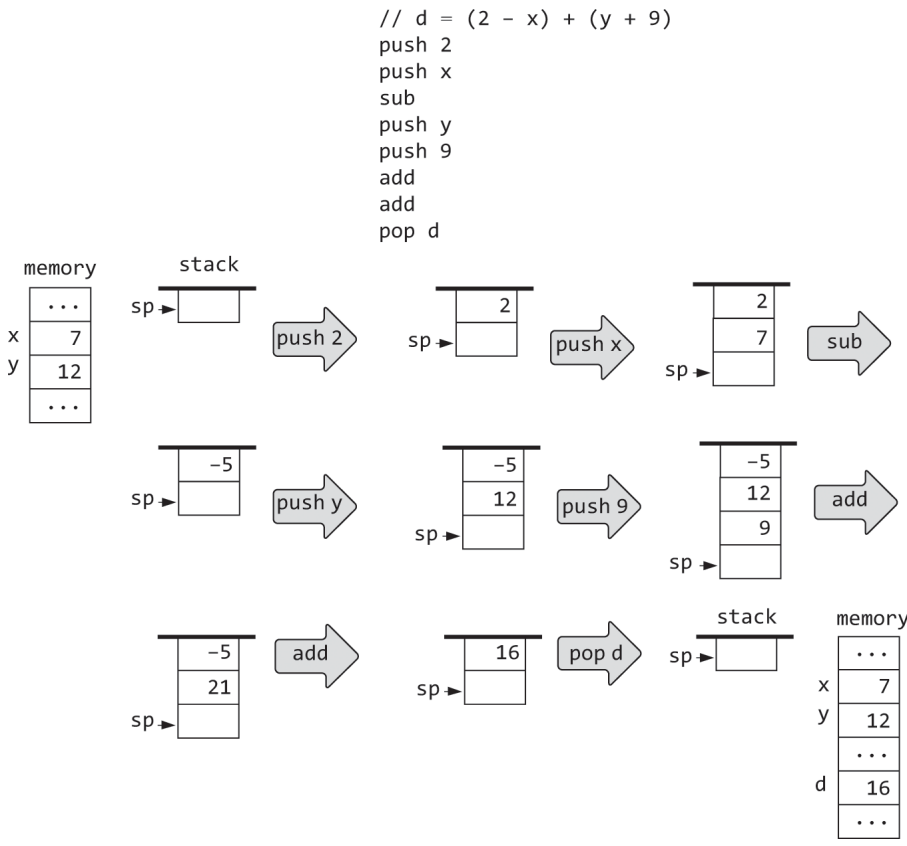 // d = (2 – x) + (y + 9)
push 2
push x
sub
push y
push 9
add
add
pop d
memory
...
x 7
y 12
...
stack
sp
push 2
2
sp
push x
2
7
sp
sub
–5
sp
push y
–5
12
sp
push 9
–5
12
9
sp
add
–5
21
sp
add
16
sp
pop d
stack
sp
memory
...
x 7
y 12
...
d 16
...